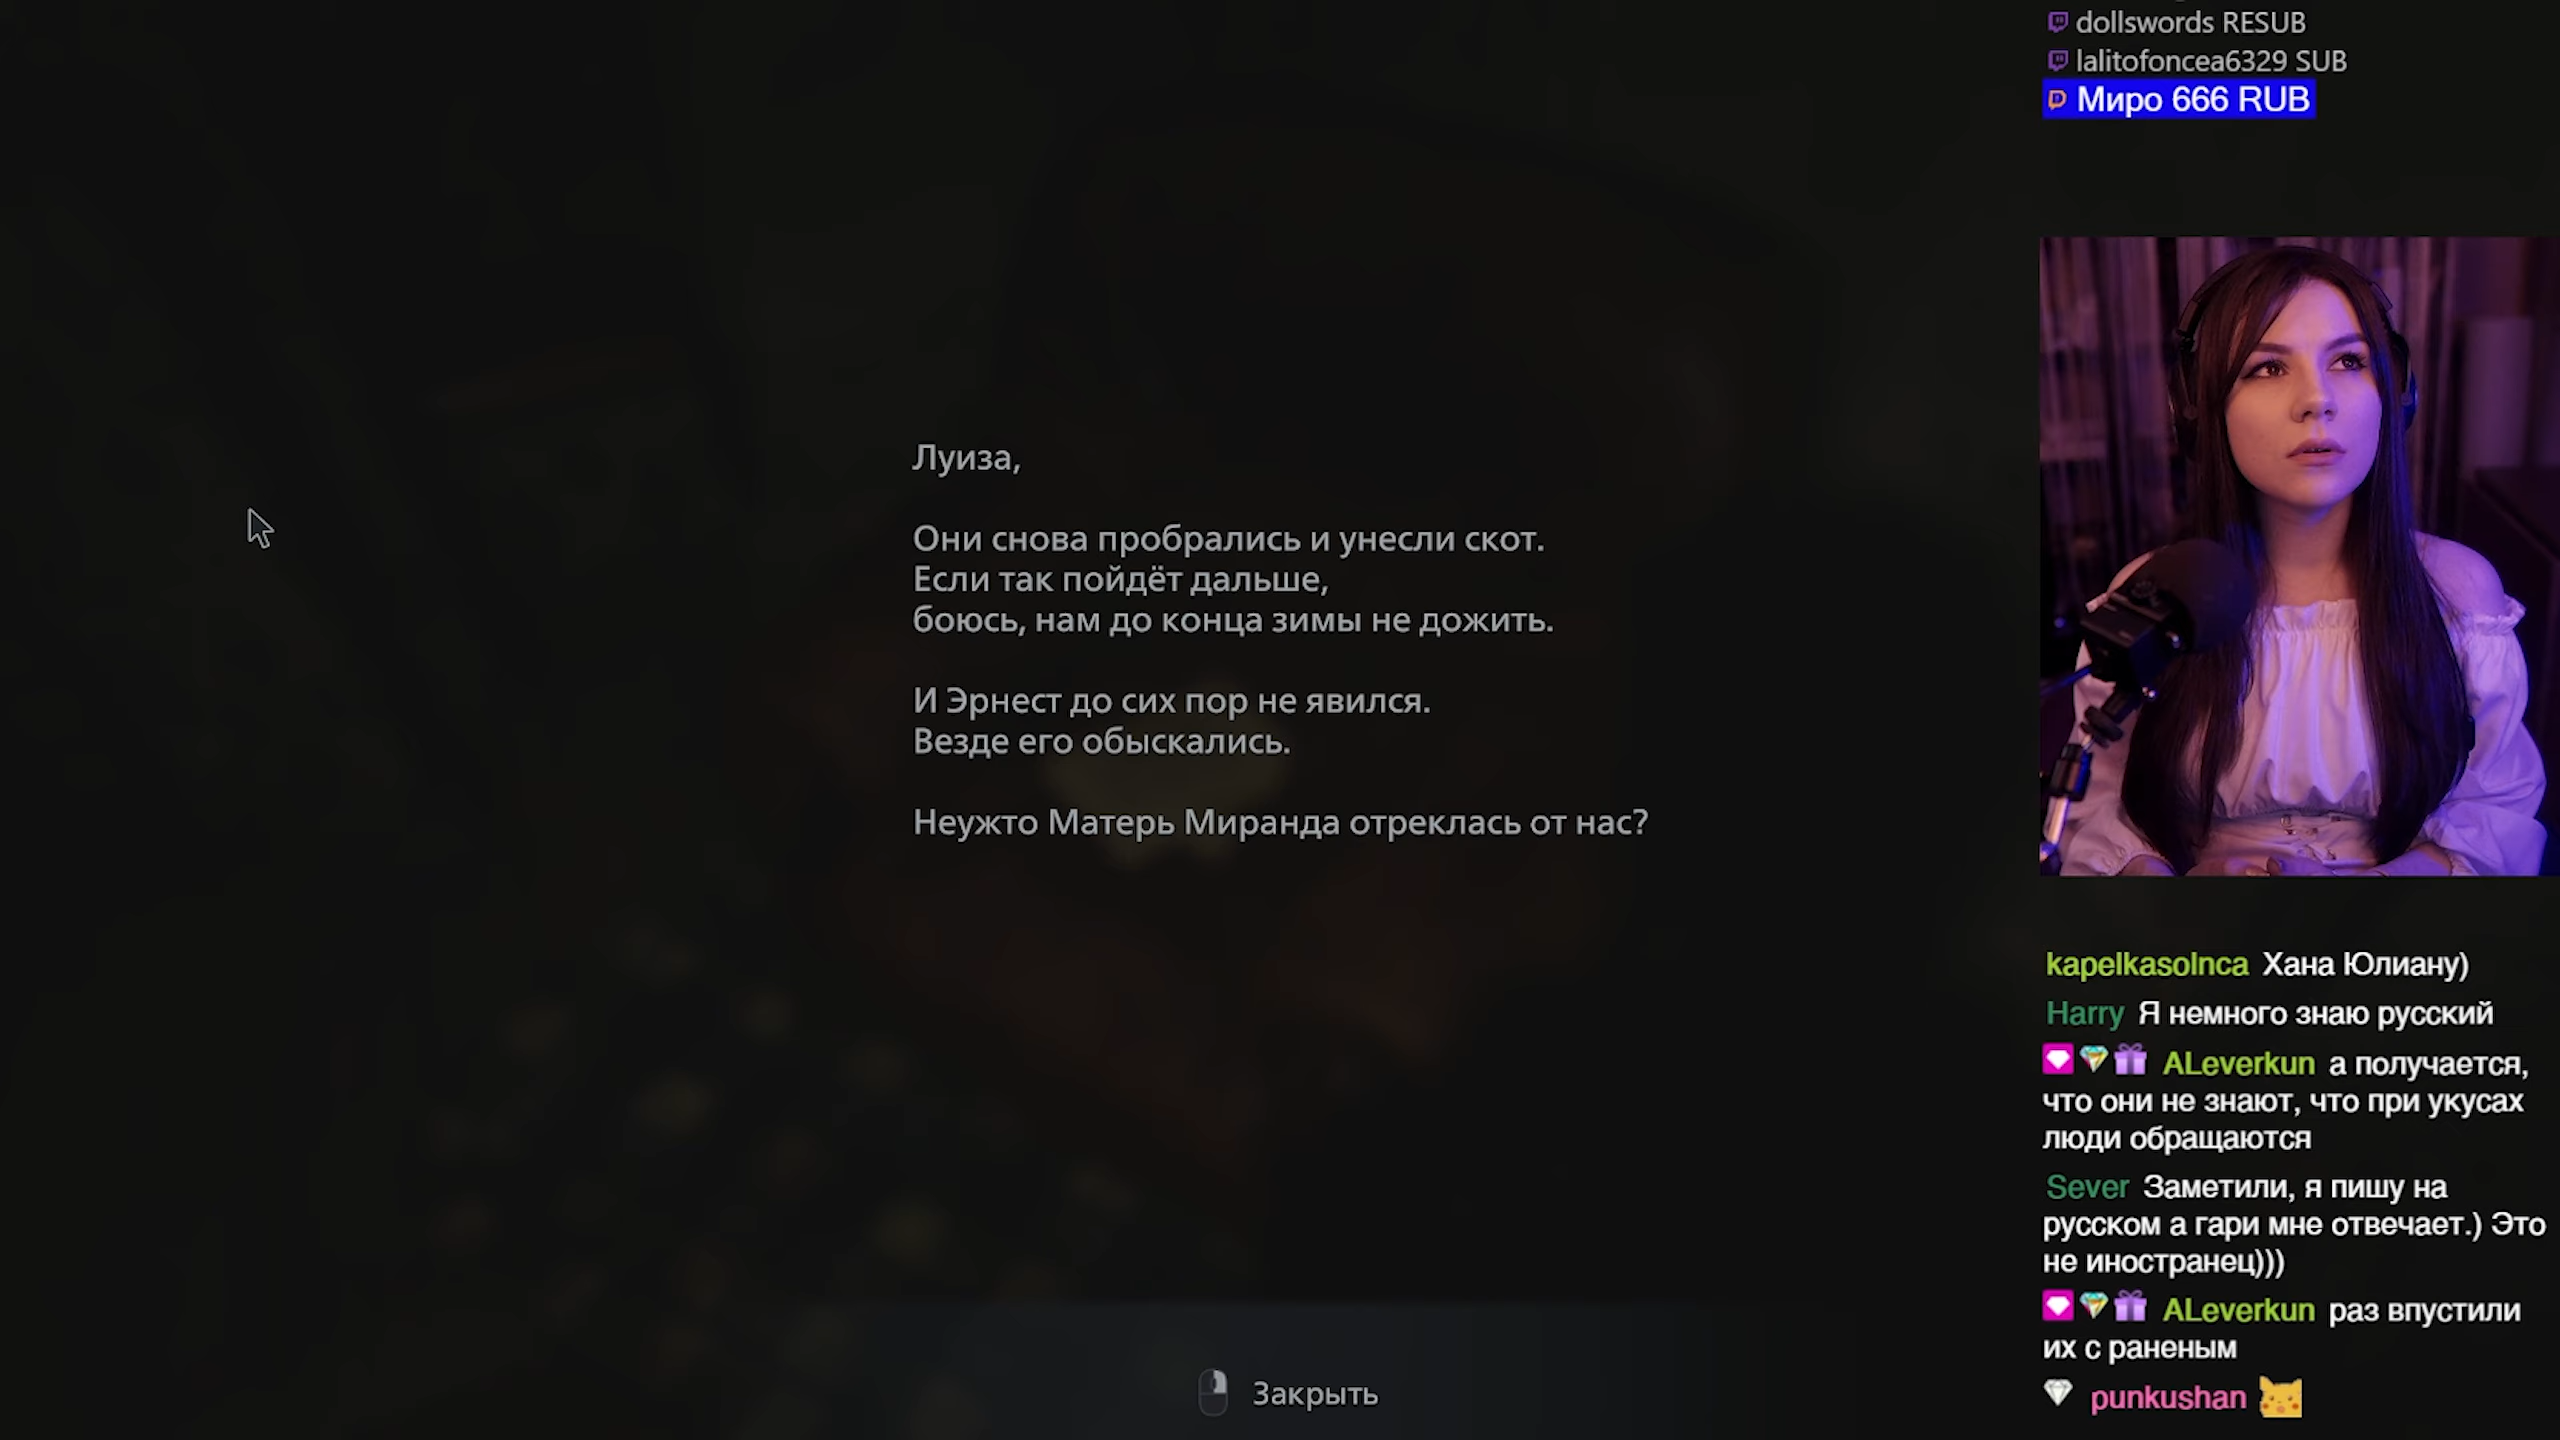 dollswords RESUB
lalitofoncea6329 SUB
Миро 666 RUB
Луиза,
Они снова пробрались и унесли скот.
Если так пойдёт дальше,
боюсь, нам до конца зимы не дожить.
И Эрнест до сих пор не явился.
Везде его обыскались.
Неужто Матерь Миранда отреклась от нас?
Закрыть
kapelkasolnca Хана Юлиану)
Harry Я немного знаю русский
ALeverkun а получается,
что они не знают, что при укусах
люди обращаются
Sever Заметили, я пишу на
русском а гари мне отвечает.) Это
не иностранец)))
ALeverkun раз впустили
их с раненым
punkushan